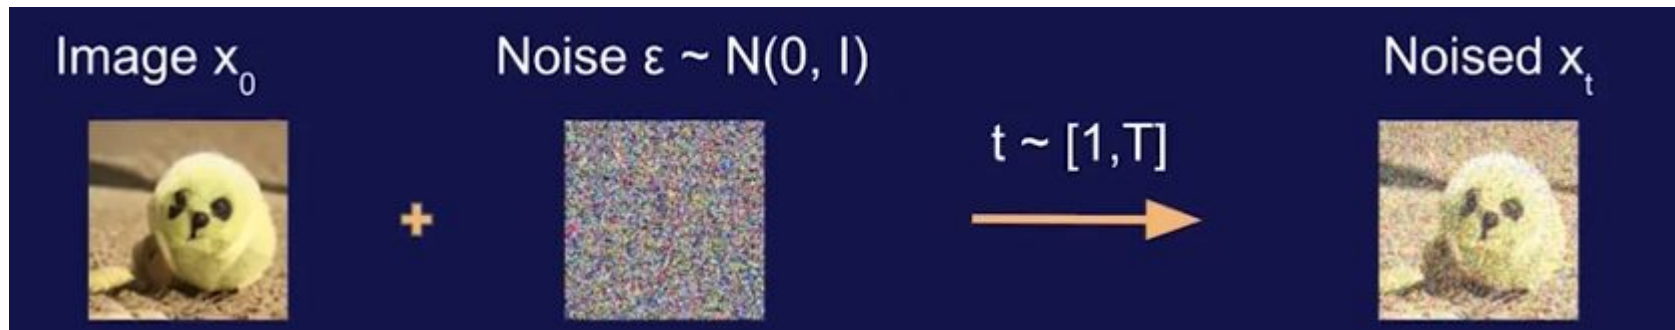 Image x₀
Noise ε ~ N(0, I)
t ~ [1,T]
Noised xₜ